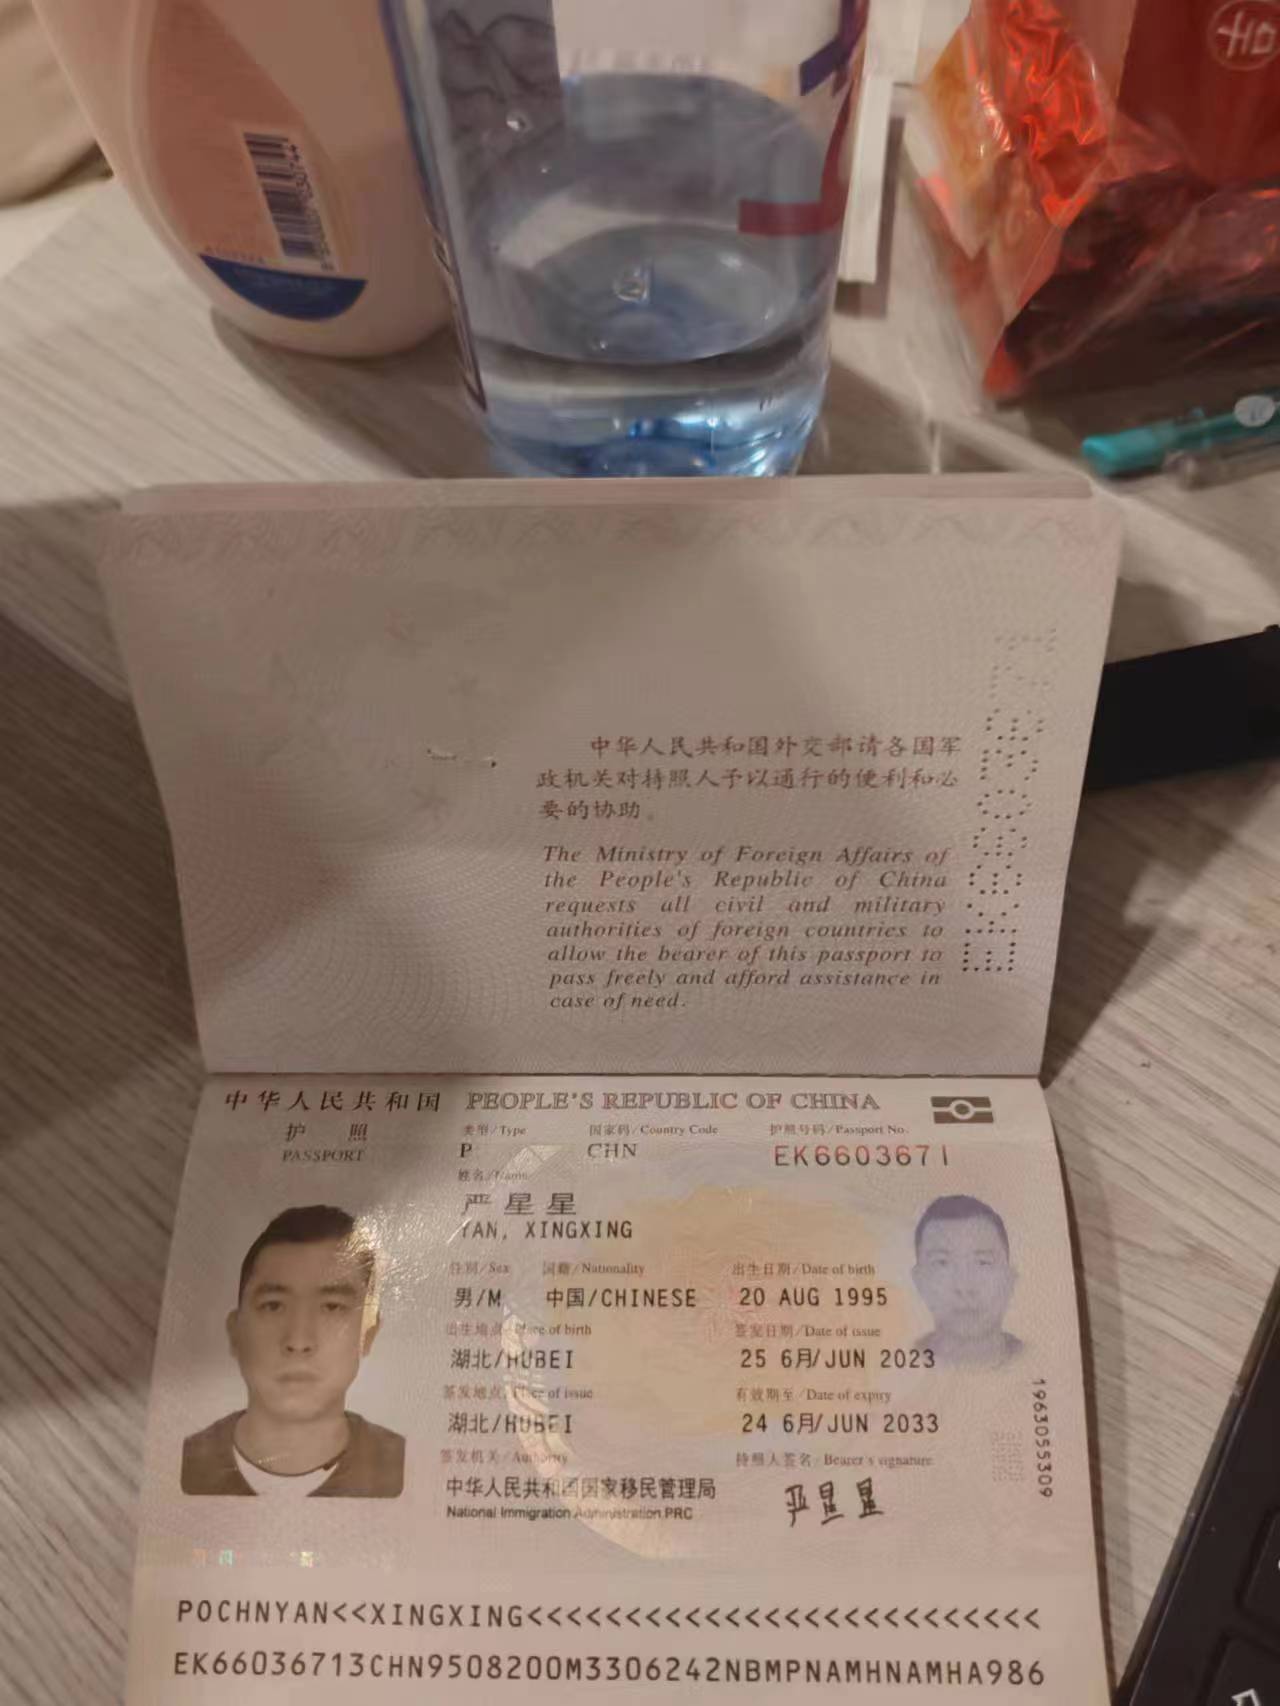 中华人民共和国外交部请各国军
政机关对持照人予以通行的便利和必
要的协助。
The Ministry of Foreign Affairs of
the People's Republic of China
requests all civil and military
authorities of foreign countries to
allow the bearer of this passport to
pass freely and afford assistance in
case of need.
EK6603671
中华人民共和国 PEOPLE'S REPUBLIC OF CHINA
护 照
PASSPORT
类型/Type 国家码/Country Code 护照号码/Passport No.
P CHN EK6603671
姓名/Name
严星星
YAN, XINGXING
性别/Sex 国籍/Nationality 出生日期/Date of birth
男/M 中国/CHINESE 20 AUG 1995
出生地点/Place of birth 签发日期/Date of issue
湖北/HUBEI 25 6月/JUN 2023
签发地点/Place of issue 有效期至/Date of expiry
湖北/HUBEI 24 6月/JUN 2033
签发机关/Authority 持照人签名/Bearer's signature
中华人民共和国国家移民管理局 严星星
National Immigration Administration.PRC
1963055309
POCHNYAN<<XINGXING<<<<<<<<<<<<<<<<<<<<<<<<<<
EK66036713CHN9508200M3306242NBMPNAMHNAMHA986